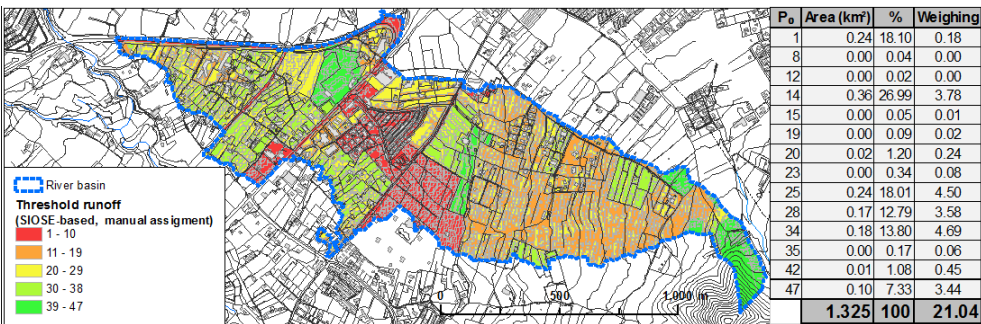 River basin
Threshold runoff
(SIOSE-based, manual assigment)
1 - 10
11 - 19
20 - 29
30 - 38
39 - 47
0 500 1,000 m
P₀ Area (km²) % Weighing
1 0.24 18.10 0.18
8 0.00 0.04 0.00
12 0.00 0.02 0.00
14 0.36 26.99 3.78
15 0.00 0.05 0.01
19 0.00 0.09 0.02
20 0.02 1.20 0.24
23 0.00 0.34 0.08
25 0.24 18.01 4.50
28 0.17 12.79 3.58
34 0.18 13.80 4.69
35 0.00 0.17 0.06
42 0.01 1.08 0.45
47 0.10 7.33 3.44
1.325 100 21.04